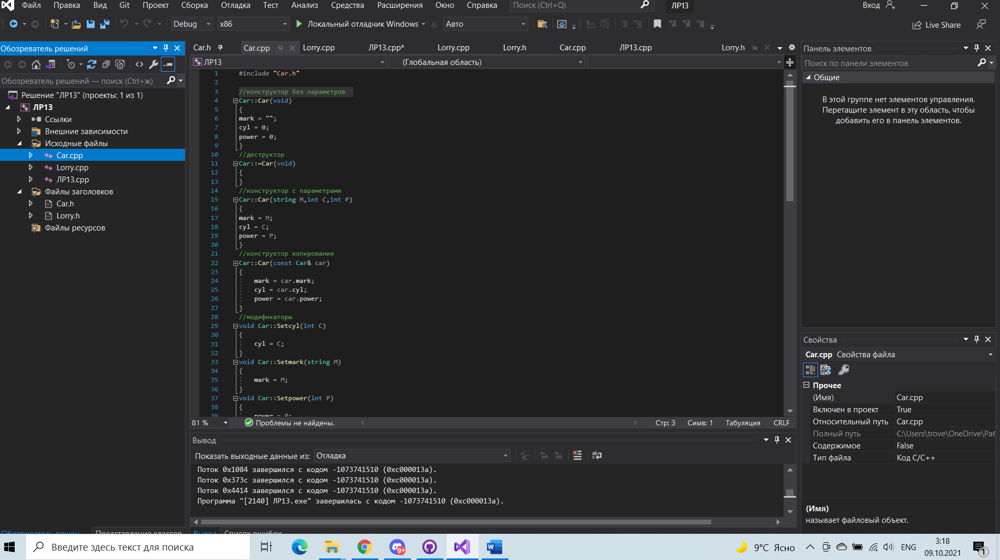 Файл Правка Вид Git Проект Сборка Отладка Тест Анализ Средства Расширения Окно Справка Поиск (Ctrl+Q) ЛР13 Вход
Debug x86 Локальный отладчик Windows Авто Live Share
Обозреватель решений
Обозреватель решений — поиск (Ctrl+ж)
Решение "ЛР13" (проекты: 1 из 1)
ЛР13
Ссылки
Внешние зависимости
Исходные файлы
Car.cpp
Lorry.cpp
ЛР13.cpp
Файлы заголовков
Car.h
Lorry.h
Файлы ресурсов
Car.h Car.cpp Lorry.cpp ЛР13.cpp* Lorry.cpp Lorry.h Car.cpp ЛР13.cpp Lorry.h
ЛР13 (Глобальная область)
1 #include "Car.h"
2
3 //конструктор без параметров
4 Car::Car(void)
5 {
6 mark = "";
7 cyl = 0;
8 power = 0;
9 }
10 //деструктор
11 Car::~Car(void)
12 {
13 }
14 //конструктор с параметрами
15 Car::Car(string M,int C,int P)
16 {
17 mark = M;
18 cyl = C;
19 power = P;
20 }
21 //конструктор копирования
22 Car::Car(const Car& car)
23 {
24 mark = car.mark;
25 cyl = car.cyl;
26 power = car.power;
27 }
28 //модификаторы
29 void Car::Setcyl(int C)
30 {
31 cyl = C;
32 }
33 void Car::Setmark(string M)
34 {
35 mark = M;
36 }
37 void Car::Setpower(int P)
38 {
39 power = P;
81 % Проблемы не найдены. Стр: 3 Симв: 1 Табуляция CRLF
Вывод
Показать выходные данные из: Отладка
Поток 0x1084 завершился с кодом -1073741510 (0xc000013a).
Поток 0x373c завершился с кодом -1073741510 (0xc000013a).
Поток 0x4414 завершился с кодом -1073741510 (0xc000013a).
Программа "[2140] ЛР13.exe" завершилась с кодом -1073741510 (0xc000013a).
Обозреватель решен... Представление классов Вывод Список ошибок
Панель элементов
Поиск по панели элементов
Общие
В этой группе нет элементов управления.
Перетащите элемент в эту область, чтобы
добавить его в панель элементов.
Свойства
Car.cpp Свойства файла
Прочее
(Имя) Car.cpp
Включен в проект True
Относительный путь Car.cpp
Полный путь C:\Users\trove\OneDrive\Раб
Содержимое False
Тип файла Код C/C++
(Имя)
называет файловый объект.
Введите здесь текст для поиска
9+
9°C Ясно
ENG
3:18
09.10.2021
1